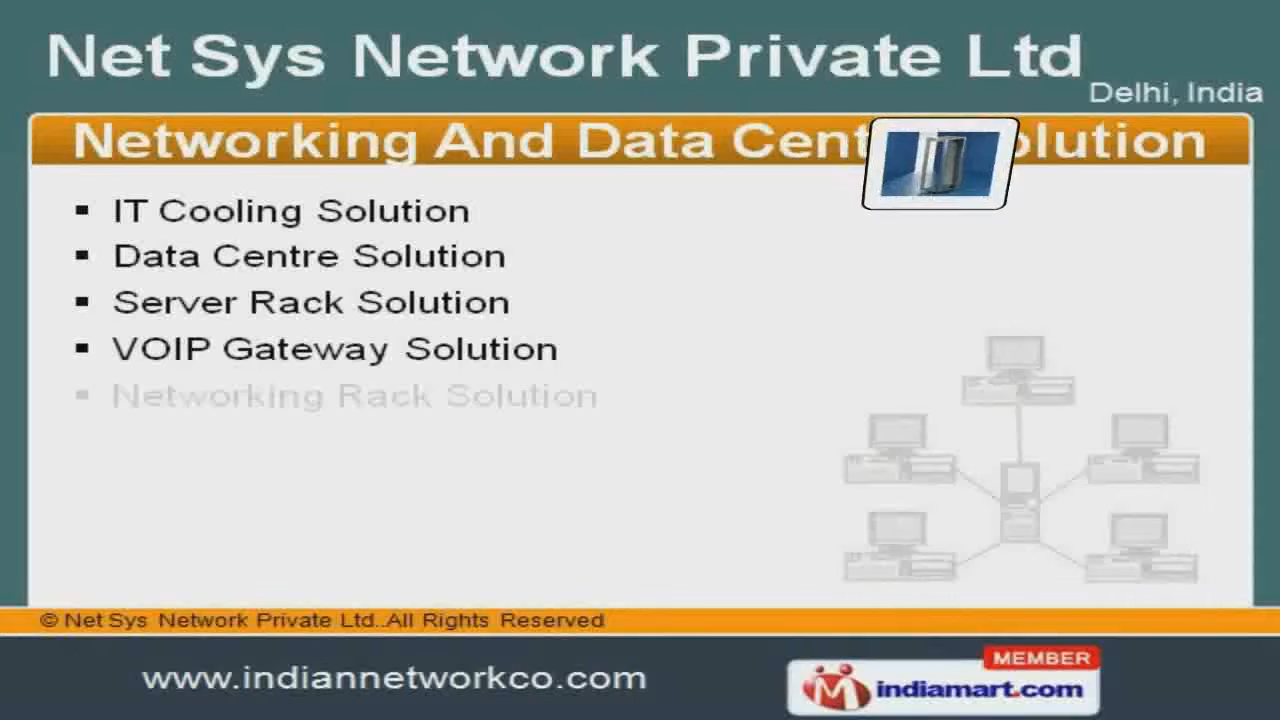 Net Sys Network Private Ltd
Delhi, India
Networking And Data Cent olution
▪ IT Cooling Solution
▪ Data Centre Solution
▪ Server Rack Solution
▪ VOIP Gateway Solution
▪ Networking Rack Solution
© Net Sys Network Private Ltd..All Rights Reserved
www.indiannetworkco.com
MEMBER
indiamart.com